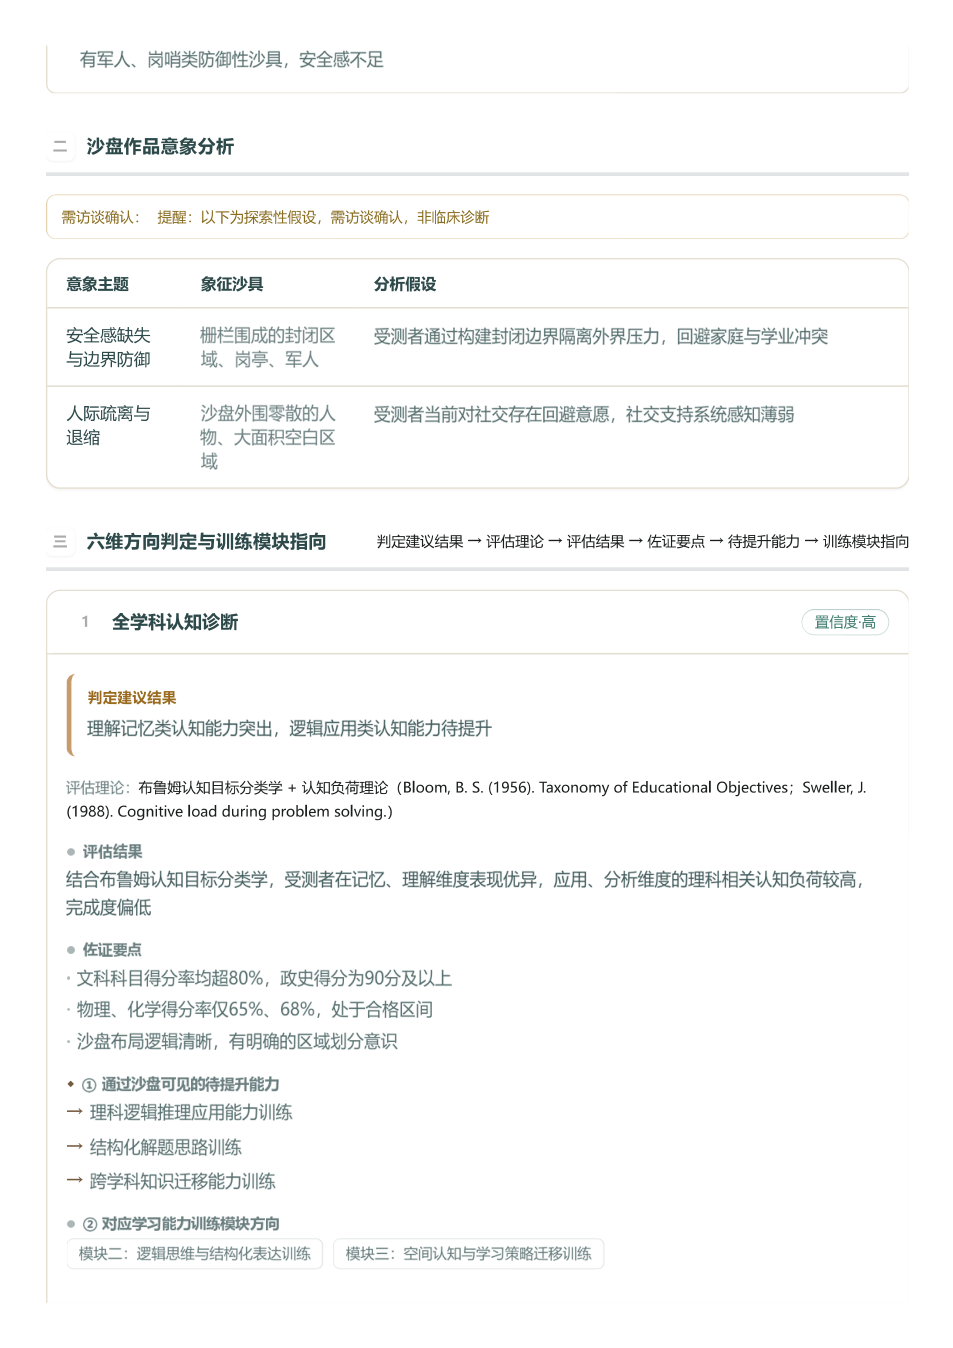 有军人、岗哨类防御性沙具，安全感不足
二 沙盘作品意象分析
需访谈确认： 提醒：以下为探索性假设，需访谈确认，非临床诊断
意象主题 象征沙具 分析假设
安全感缺失 栅栏围成的封闭区 受测者通过构建封闭边界隔离外界压力，回避家庭与学业冲突
与边界防御 域、岗亭、军人
人际疏离与 沙盘外围零散的人 受测者当前对社交存在回避意愿，社交支持系统感知薄弱
退缩 物、大面积空白区
域
三 六维方向判定与训练模块指向 判定建议结果 → 评估理论 → 评估结果 → 佐证要点 → 待提升能力 → 训练模块指向
1 全学科认知诊断 置信度·高
判定建议结果
理解记忆类认知能力突出，逻辑应用类认知能力待提升
评估理论：布鲁姆认知目标分类学 + 认知负荷理论（Bloom, B. S. (1956). Taxonomy of Educational Objectives；Sweller, J.
(1988). Cognitive load during problem solving.）
● 评估结果
结合布鲁姆认知目标分类学，受测者在记忆、理解维度表现优异，应用、分析维度的理科相关认知负荷较高，
完成度偏低
● 佐证要点
· 文科科目得分率均超80%，政史得分为90分及以上
· 物理、化学得分率仅65%、68%，处于合格区间
· 沙盘布局逻辑清晰，有明确的区域划分意识
◆ ① 通过沙盘可见的待提升能力
→ 理科逻辑推理应用能力训练
→ 结构化解题思路训练
→ 跨学科知识迁移能力训练
● ② 对应学习能力训练模块方向
模块二：逻辑思维与结构化表达训练 模块三：空间认知与学习策略迁移训练